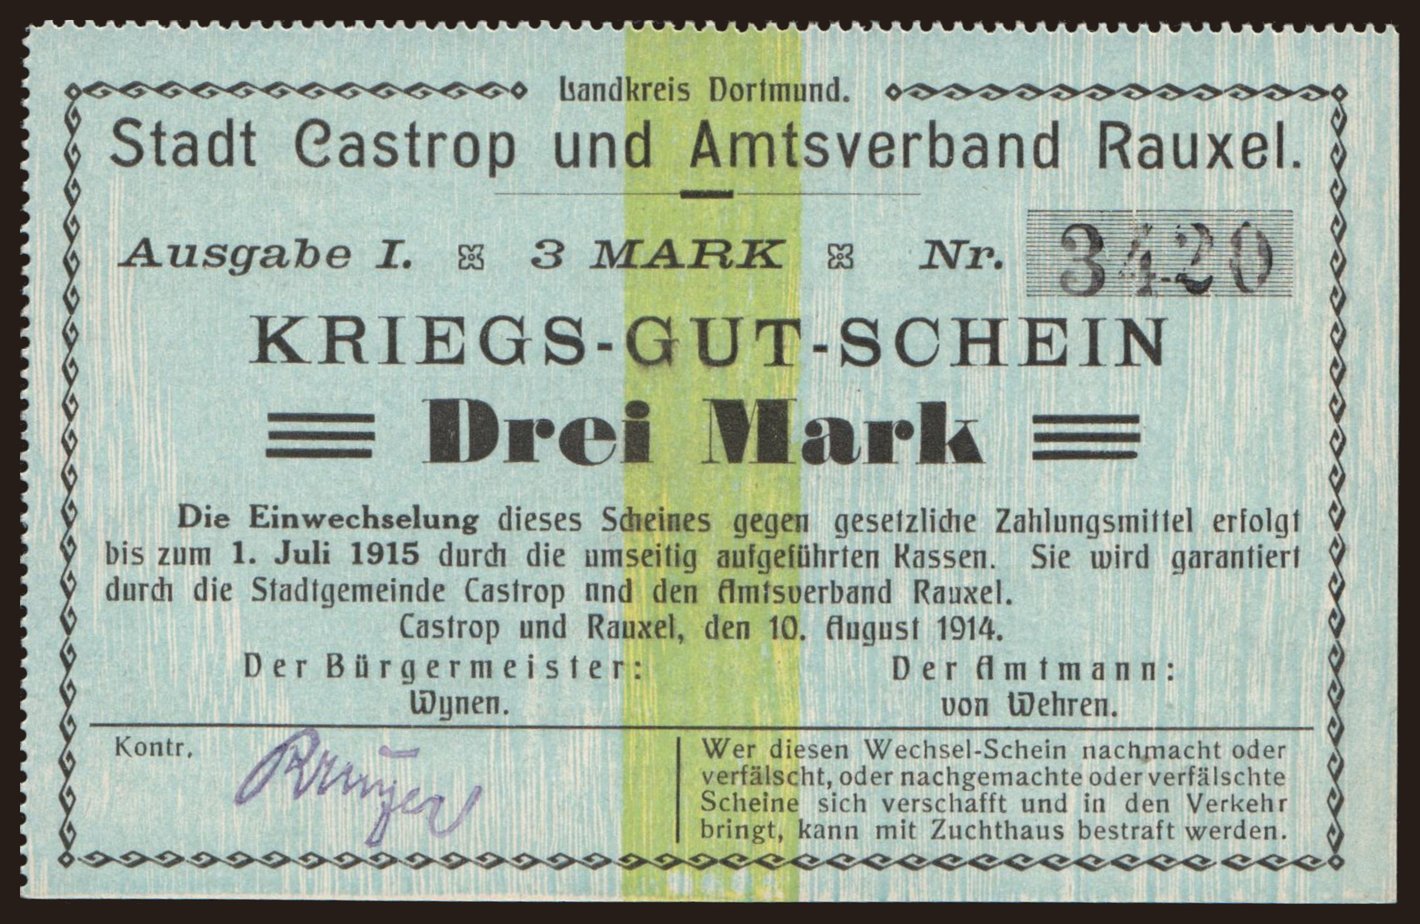 Landkreis Dortmund.
Stadt Castrop und Amtsverband Rauxel.
Ausgabe I. 3 MARK Nr. 3420
KRIEGS-GUT-SCHEIN
Drei Mark
Die Einwechselung dieses Scheines gegen gesetzliche Zahlungsmittel erfolgt
bis zum 1. Juli 1915 durch die umseitig aufgeführten Kassen. Sie wird garantiert
durch die Stadtgemeinde Castrop nnd den Amtsverband Rauxel.
Castrop und Rauxel, den 10. August 1914.
Der Bürgermeister: Der Amtmann:
Wynen. von Wehren.
Kontr.
Wer diesen Wechsel-Schein nachmacht oder
verfälscht, oder nachgemachte oder verfälschte
Scheine sich verschafft und in den Verkehr
bringt, kann mit Zuchthaus bestraft werden.